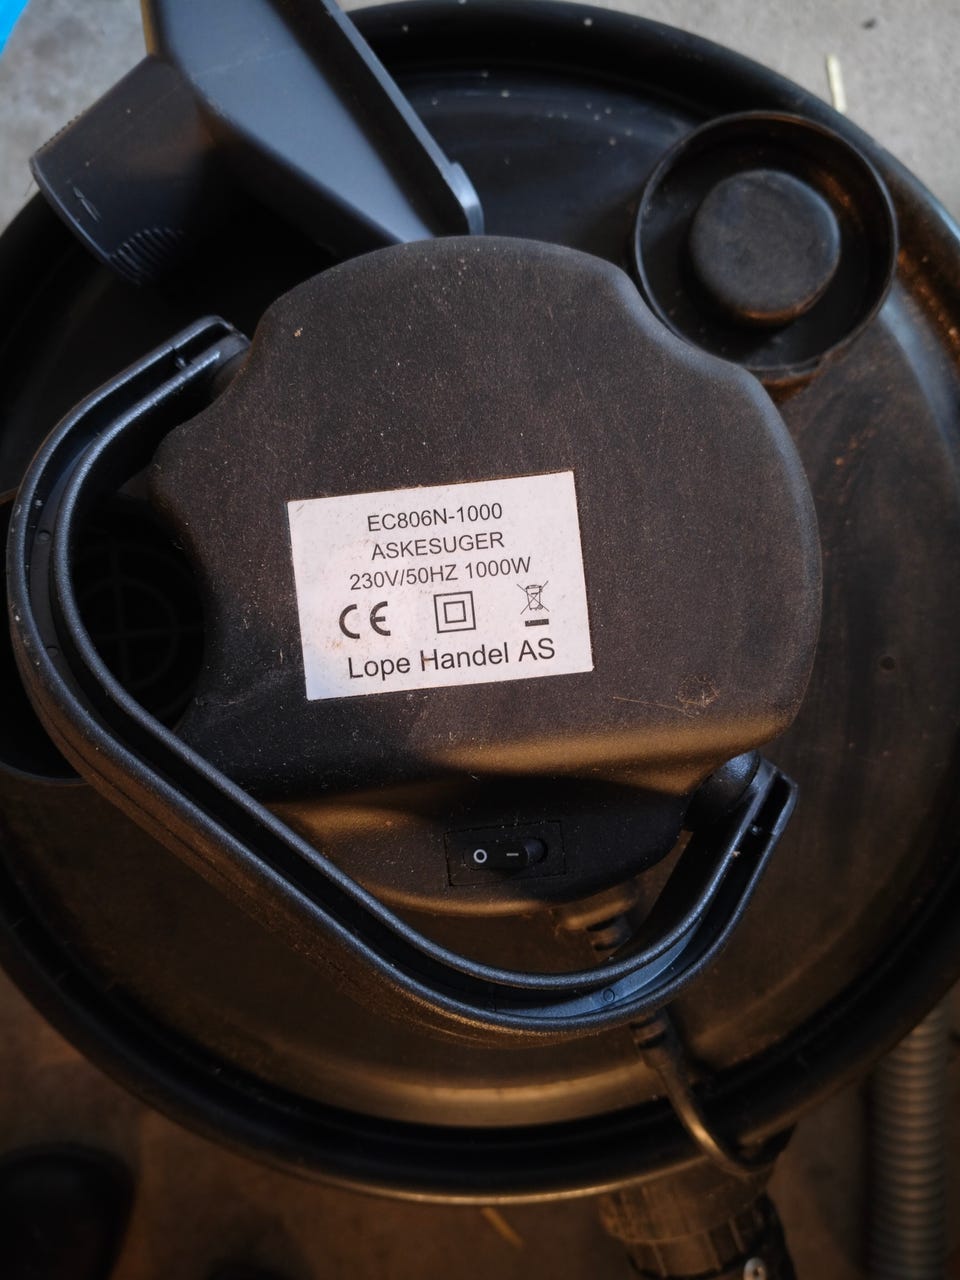 EC806N-1000
ASKESUGER
230V/50HZ 1000W
CE
Lope Handel AS
O –